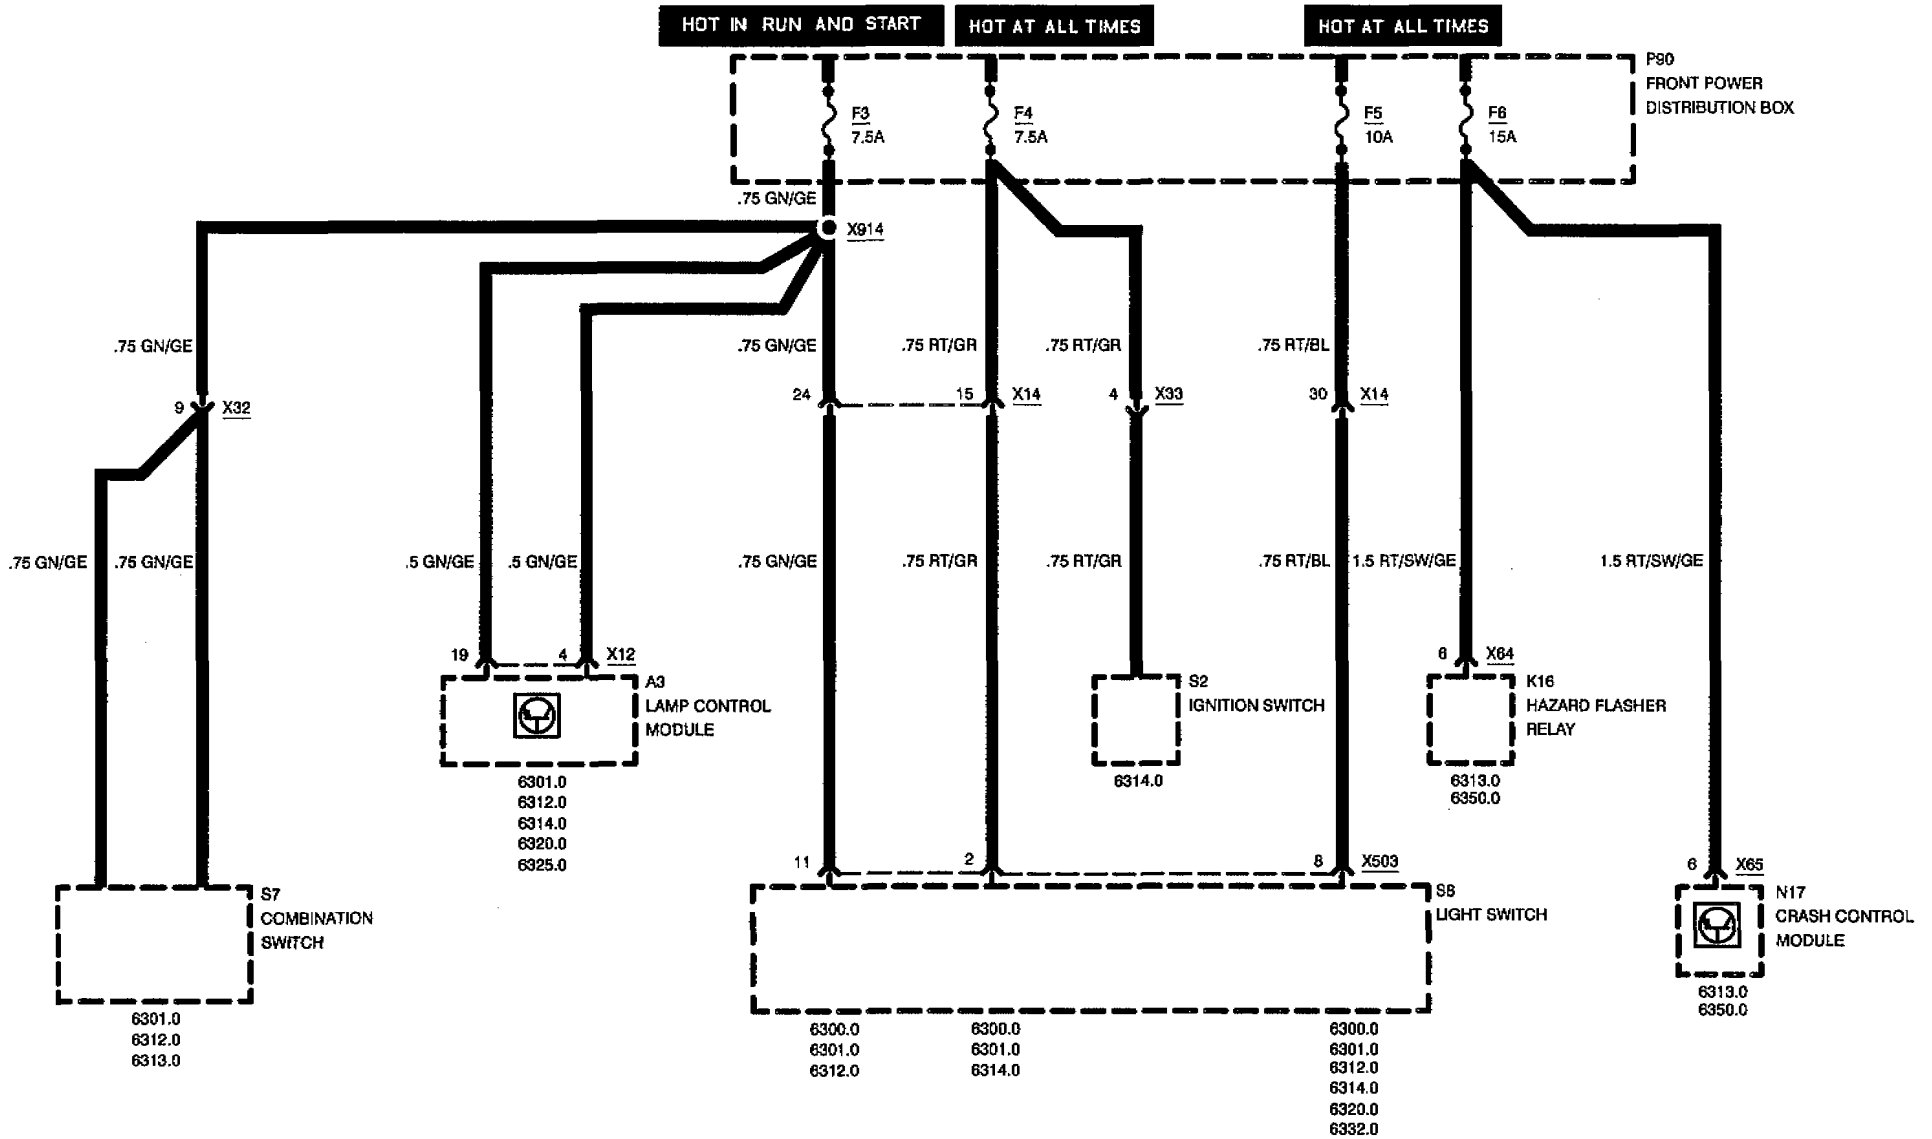 HOT IN RUN AND START
HOT AT ALL TIMES
HOT AT ALL TIMES
P90
FRONT POWER
DISTRIBUTION BOX
F3
7.5A
F4
7.5A
F5
10A
F6
15A
.75 GN/GE
X914
.75 GN/GE
.75 GN/GE
.75 RT/GR
.75 RT/GR
.75 RT/BL
9
X32
24
15
X14
4
X33
30
X14
.75 GN/GE
.75 GN/GE
.5 GN/GE
.5 GN/GE
.75 GN/GE
.75 RT/GR
.75 RT/GR
.75 RT/BL
1.5 RT/SW/GE
1.5 RT/SW/GE
19
4
X12
6
X64
A3
LAMP CONTROL
MODULE
S2
IGNITION SWITCH
K16
HAZARD FLASHER
RELAY
6301.0
6312.0
6314.0
6320.0
6325.0
6314.0
6313.0
6350.0
11
2
8
X503
6
X65
S7
COMBINATION
SWITCH
S8
LIGHT SWITCH
N17
CRASH CONTROL
MODULE
6313.0
6350.0
6301.0
6312.0
6313.0
6300.0
6301.0
6312.0
6300.0
6301.0
6314.0
6300.0
6301.0
6312.0
6314.0
6320.0
6332.0